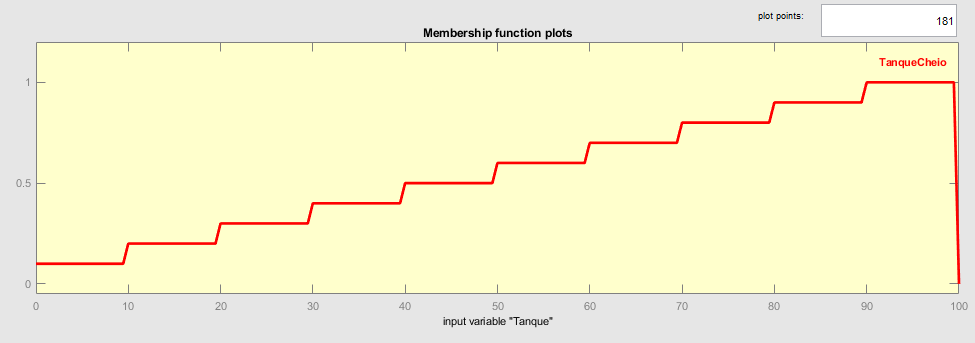 plot points: 181
Membership function plots
TanqueCheio
1
0.5
0
0 10 20 30 40 50 60 70 80 90 100
input variable "Tanque"